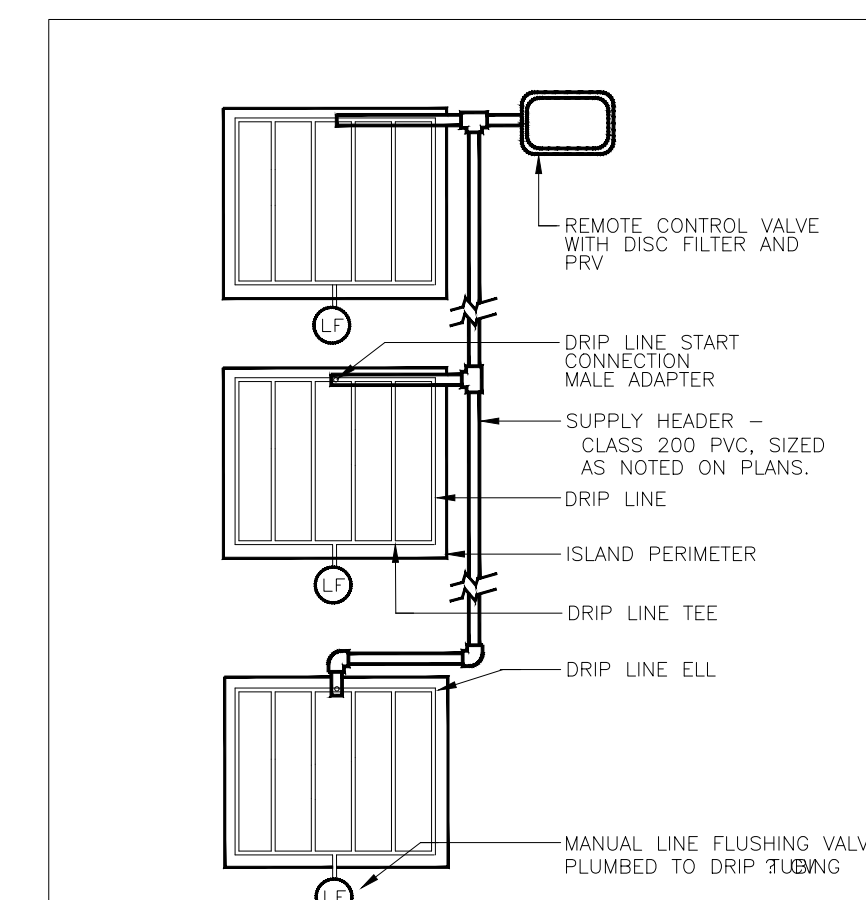 REMOTE CONTROL VALVE
WITH DISC FILTER AND
PRV
LF
DRIP LINE START
CONNECTION
MALE ADAPTER
SUPPLY HEADER –
CLASS 200 PVC, SIZED
AS NOTED ON PLANS.
DRIP LINE
ISLAND PERIMETER
LF
DRIP LINE TEE
DRIP LINE ELL
MANUAL LINE FLUSHING VALV
PLUMBED TO DRIP
LF